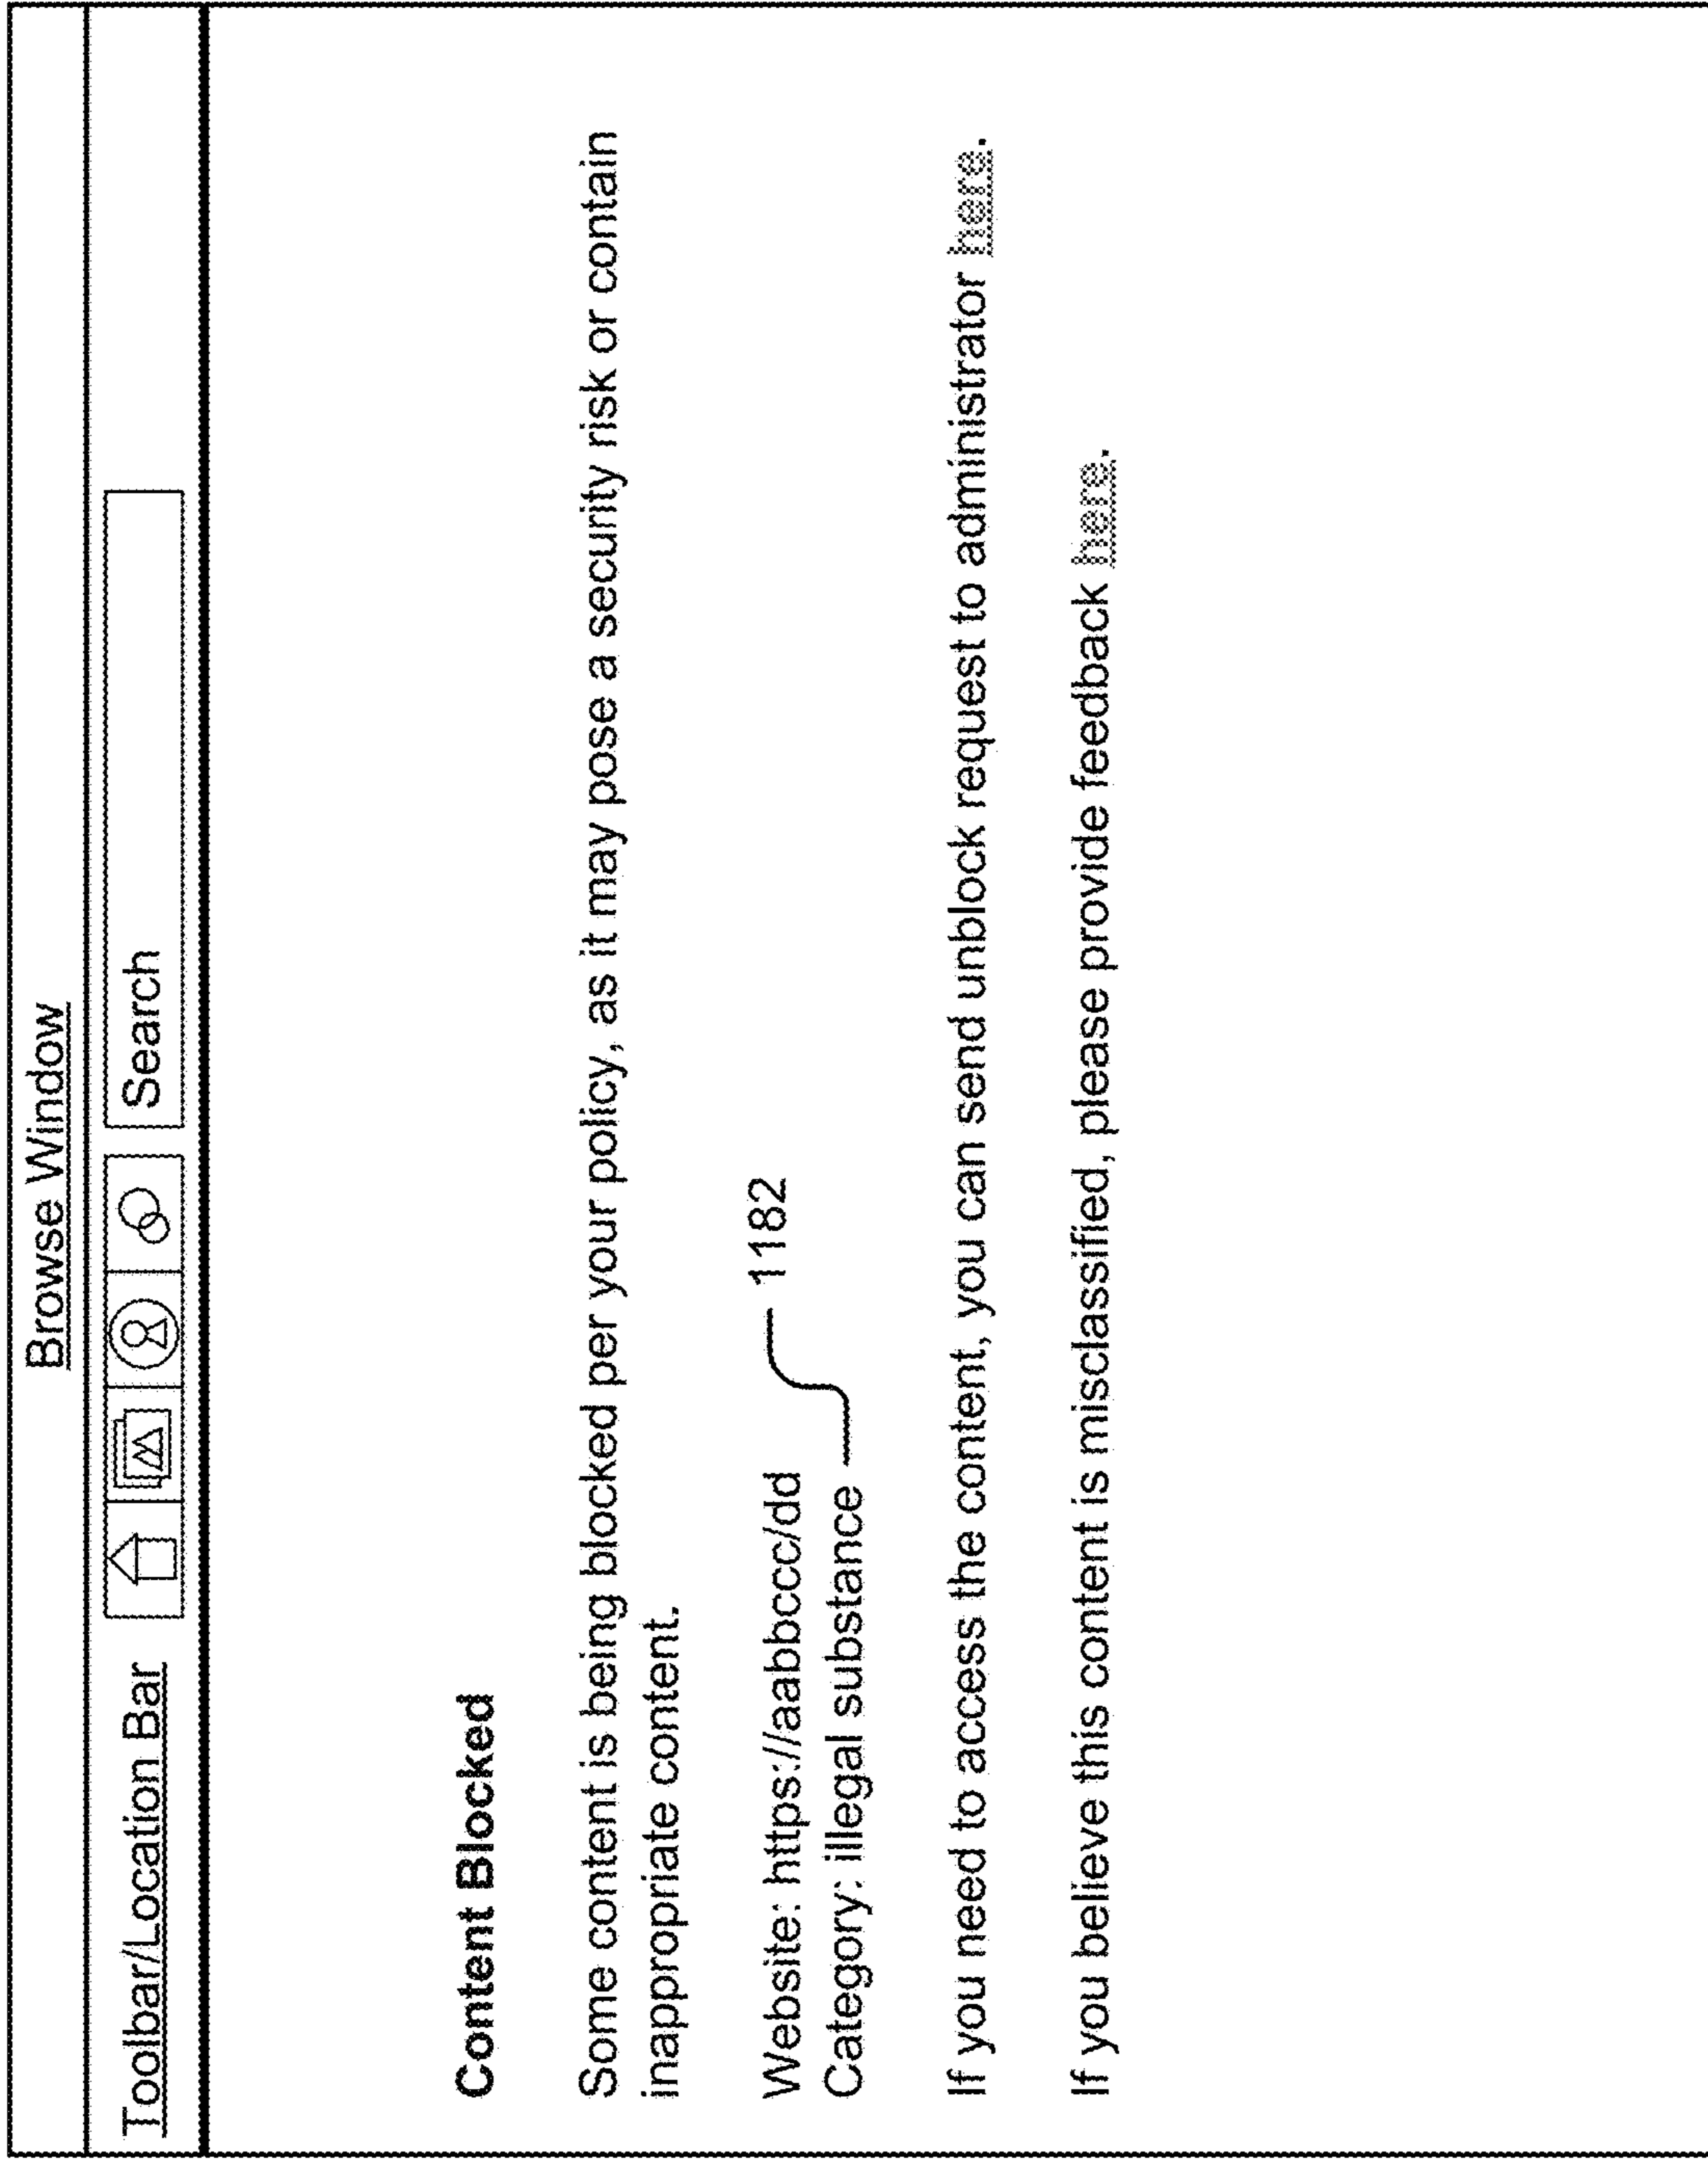 Browse Window
Toolbar/Location Bar
Search
Content Blocked
Some content is being blocked per your policy, as it may pose a security risk or contain
inappropriate content.
Website: https://aabbccc/dd
1182
Category: illegal substance
If you need to access the content, you can send unblock request to administrator here.
If you believe this content is misclassified, please provide feedback here.